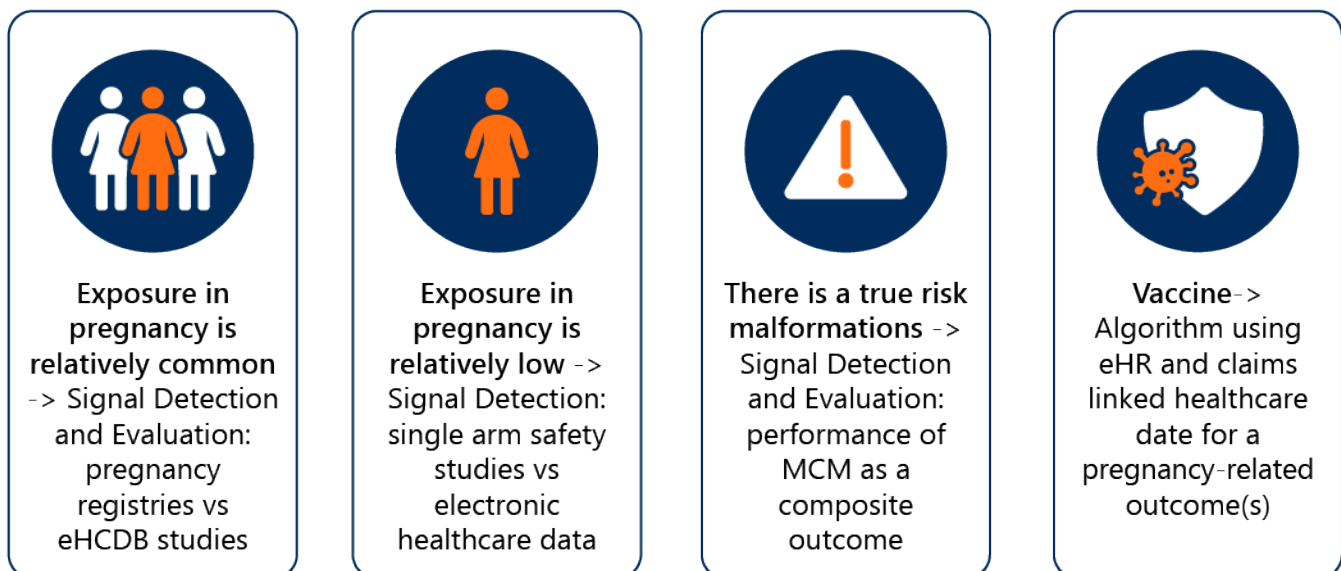 Exposure in
pregnancy is
relatively common
-> Signal Detection
and Evaluation:
pregnancy
registries vs
eHCDB studies
Exposure in
pregnancy is
relatively low ->
Signal Detection:
single arm safety
studies vs
electronic
healthcare data
There is a true risk
malformations ->
Signal Detection
and Evaluation:
performance of
MCM as a
composite
outcome
Vaccine->
Algorithm using
eHR and claims
linked healthcare
date for a
pregnancy-related
outcome(s)